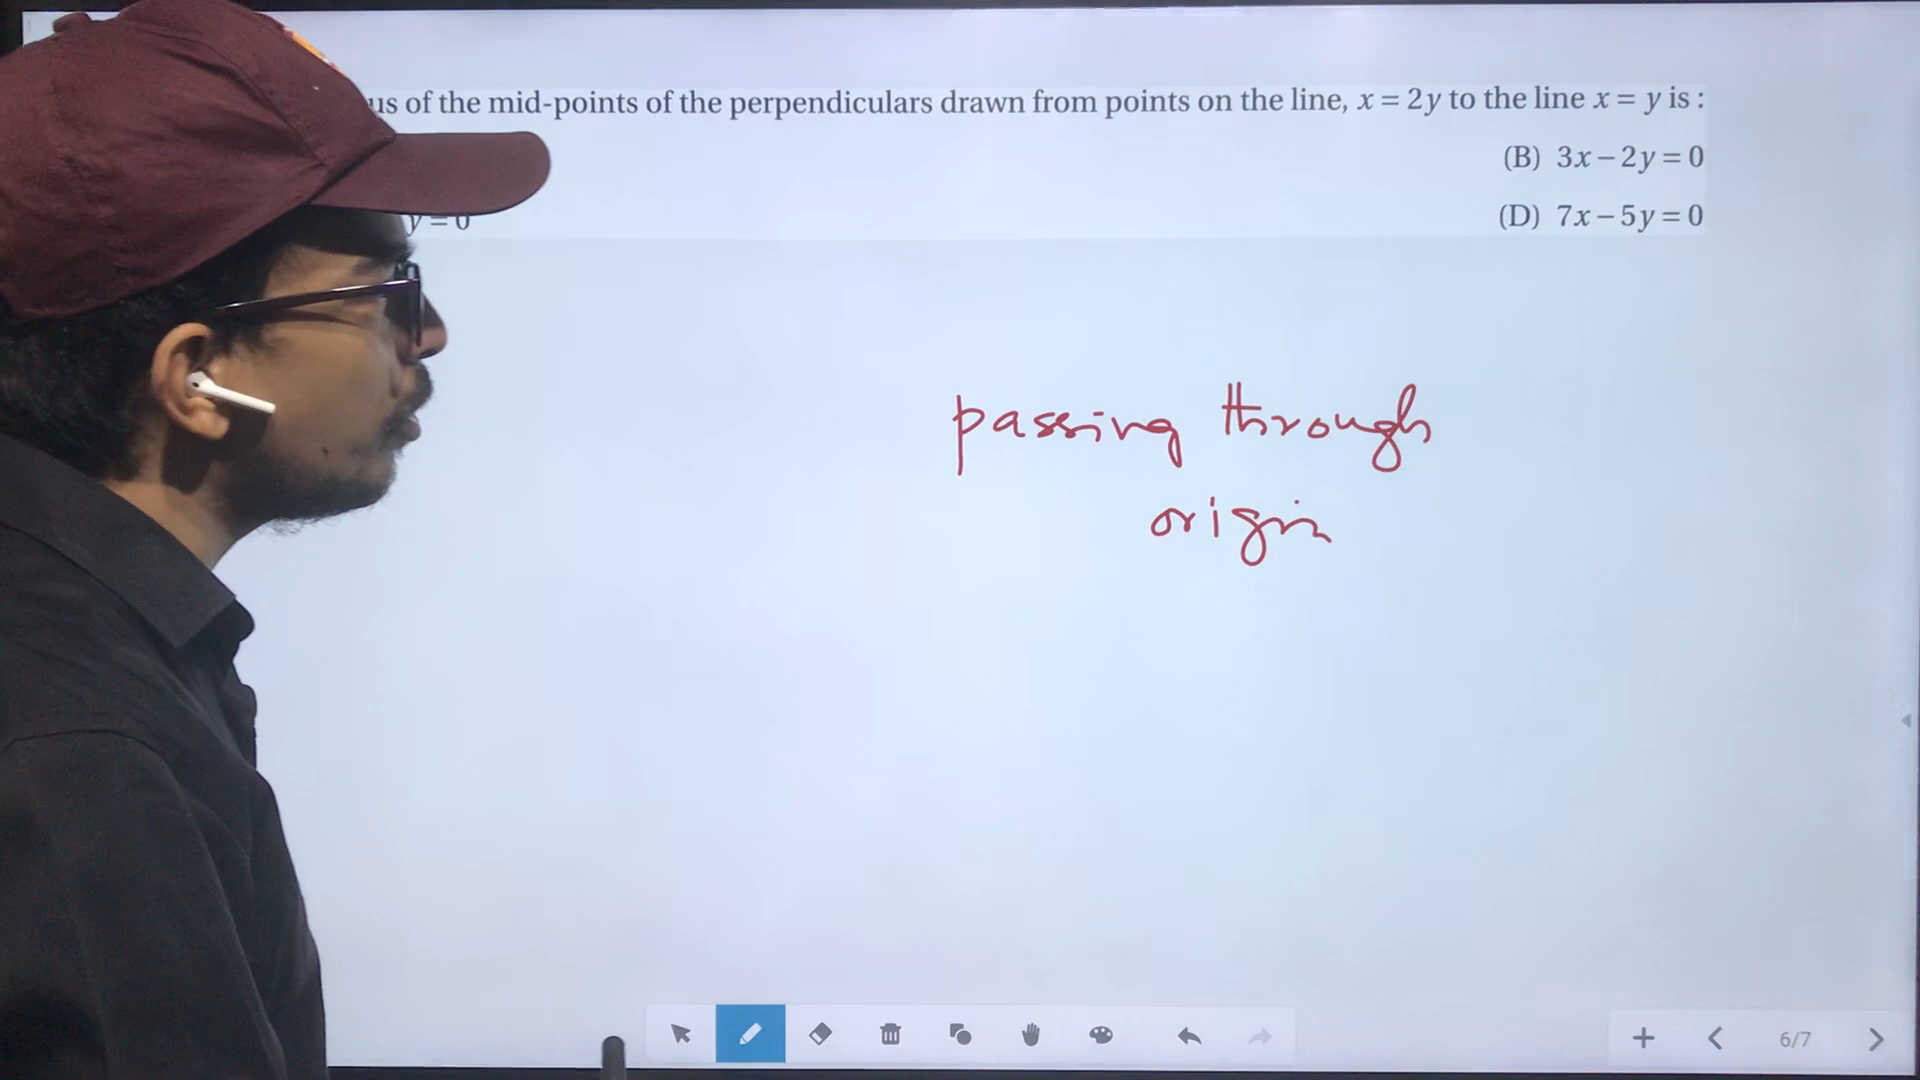 us of the mid-points of the perpendiculars drawn from points on the line, x = 2y to the line x = y is :
(B) 3x – 2y = 0
y = 0
(D) 7x – 5y = 0
passing through
origin
6/7